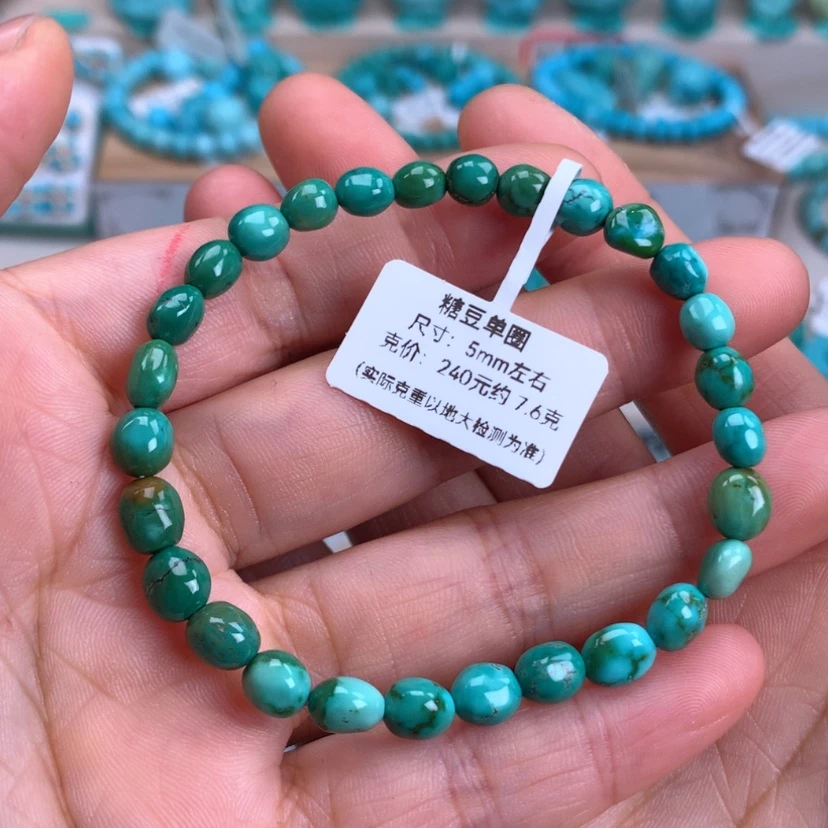 糖豆单圈
尺寸：5mm左右
克价：240元约 7.6克
(实际克重以地大检测为准)